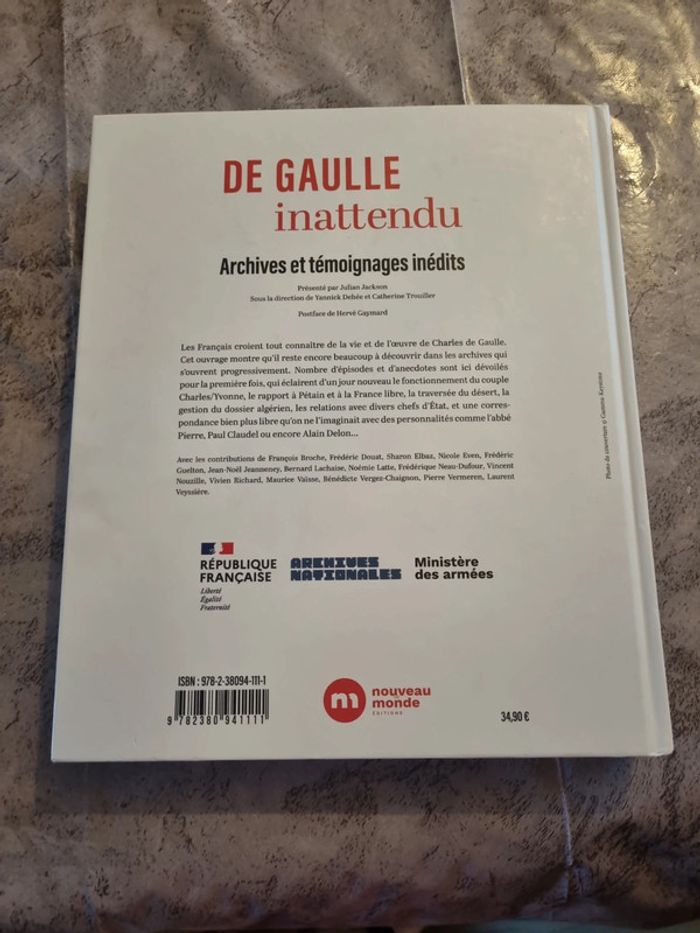 DE GAULLE
inattendu
Archives et témoignages inédits
Présenté par Julian Jackson
Sous la direction de Yannick Dehée et Catherine Trouiller
Postface de Hervé Gaymard
Les Français croient tout connaitre de la vie et de l'œuvre de Charles de Gaulle.
Cet ouvrage montre qu'il reste encore beaucoup à découvrir dans les archives qui
s'ouvrent progressivement. Nombre d'épisodes et d'anecdotes sont ici dévoilés
pour la première fois, qui éclairent d'un jour nouveau le fonctionnement du couple
Charles/Yvonne, le rapport à Pétain et à la France libre, la traversée du désert, la
gestion du dossier algérien, les relations avec divers chefs d'État, et une corres-
pondance bien plus libre qu'on ne l'imaginait avec des personnalités comme l'abbé
Pierre, Paul Claudel ou encore Alain Delon...
Avec les contributions de François Broche, Frédéric Douat, Sharon Elbaz, Nicole Even, Frédéric
Guelton, Jean-Noël Jeanneney, Bernard Lachaise, Noémie Latte, Frédérique Neau-Dufour, Vincent
Nouzille, Vivien Richard, Maurice Vaïsse, Bénédicte Vergez-Chaignon, Pierre Vermeren, Laurent
Veyssière.
Photo de couverture © Gamma Keystone
RÉPUBLIQUE
FRANÇAISE
Liberté
Égalité
Fraternité
ARCHIVES
NATIONALES
Ministère
des armées
ISBN : 978-2-38094-111-1
9 782380 941111
nm
nouveau
monde
ÉDITIONS
34,90 €